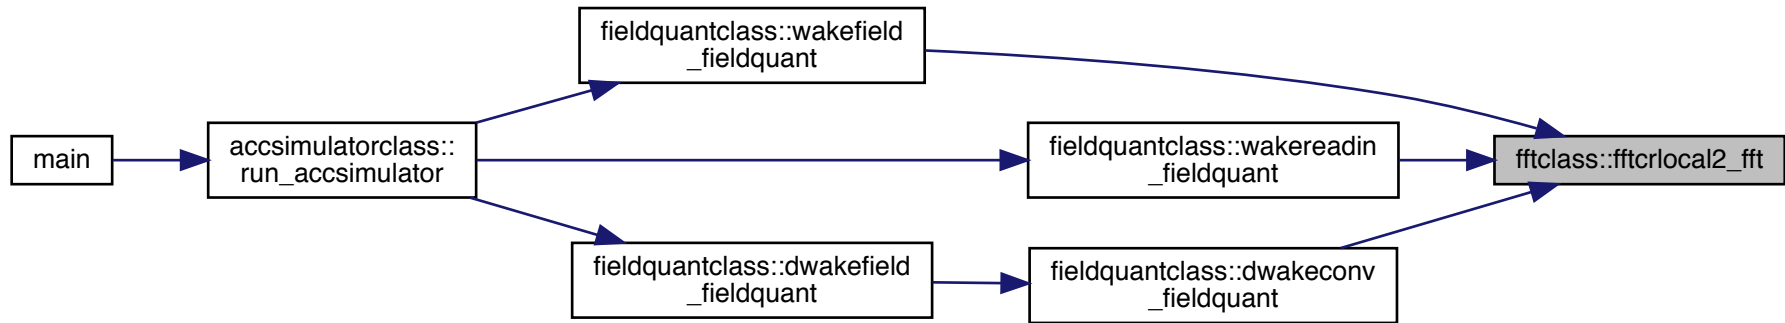 fieldquantclass::wakefield
_fieldquant
main
accsimulatorclass::
run_accsimulator
fieldquantclass::wakereadin
_fieldquant
fftclass::fftcrlocal2_fft
fieldquantclass::dwakefield
_fieldquant
fieldquantclass::dwakeconv
_fieldquant